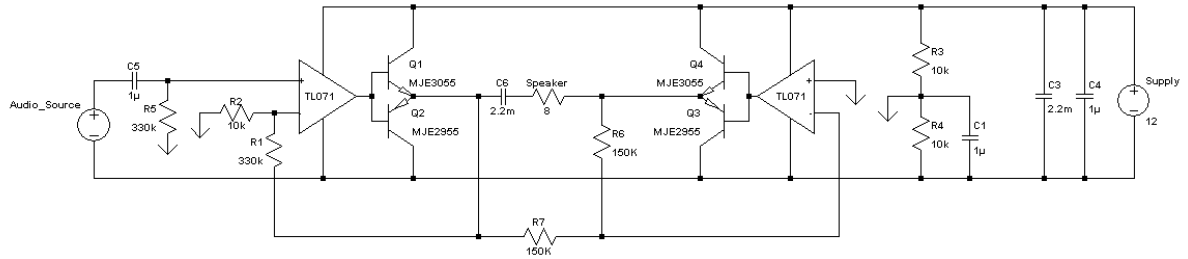 Audio_Source
C5
1µ
R5
330k
R2
10k
R1
330k
+
-
TL071
Q1
MJE3055
Q2
MJE2955
C6
2.2m
Speaker
8
R6
150K
R7
150K
Q4
MJE3055
Q3
MJE2955
TL071
+
-
R3
10k
R4
10k
C1
1µ
C3
2.2m
C4
1µ
Supply
12